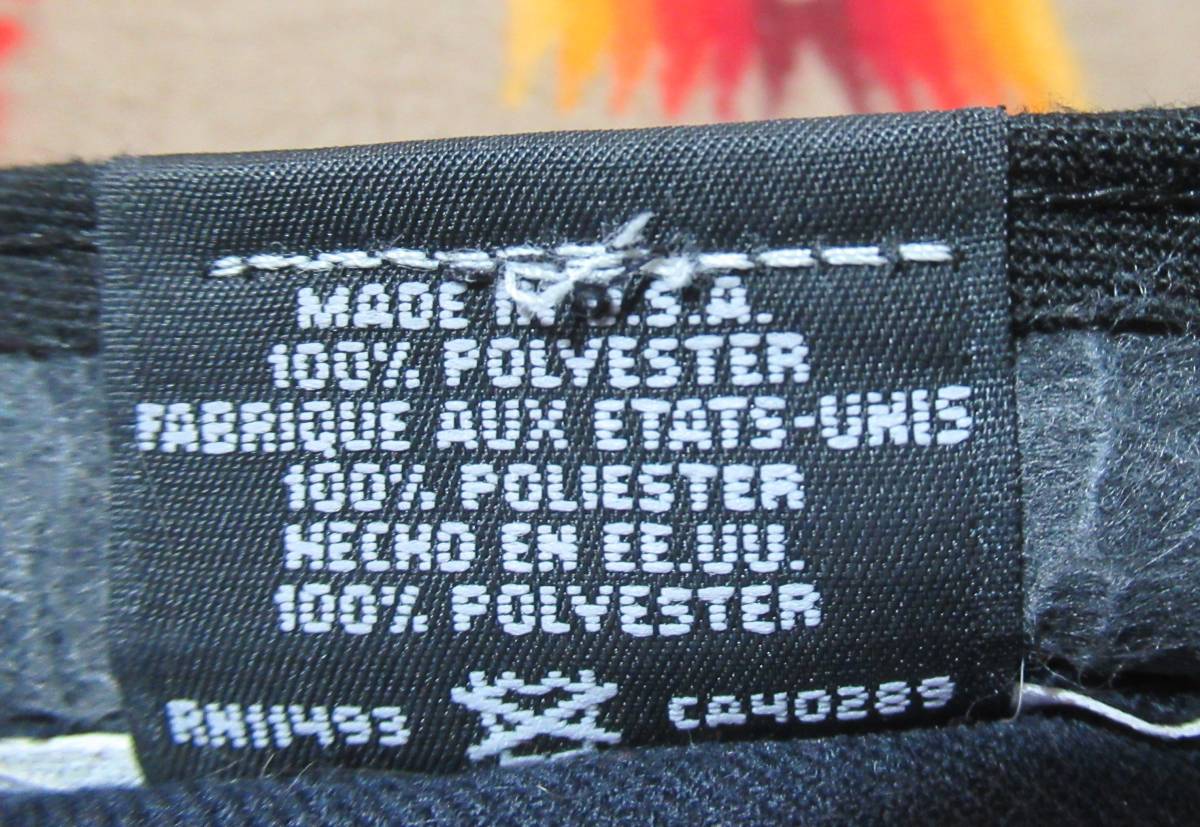 MADE IN U.S.A.
100% POLYESTER
FABRIQUE AUX ETATS-UNIS
100% POLIESTER
HECHO EN EE.UU.
100% POLYESTER
RN11493 CA40289